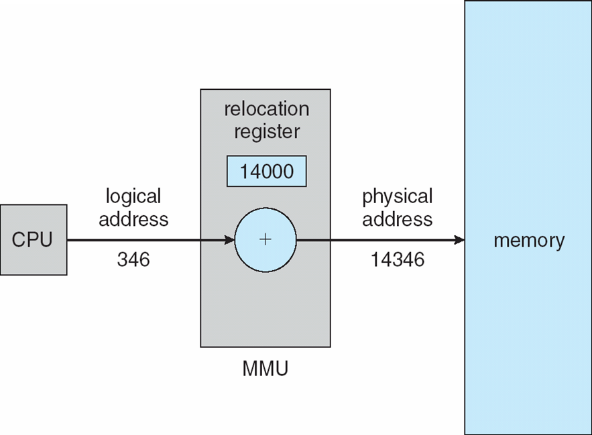 relocation
register
14000
logical
address
physical
address
CPU
+
memory
346
14346
MMU